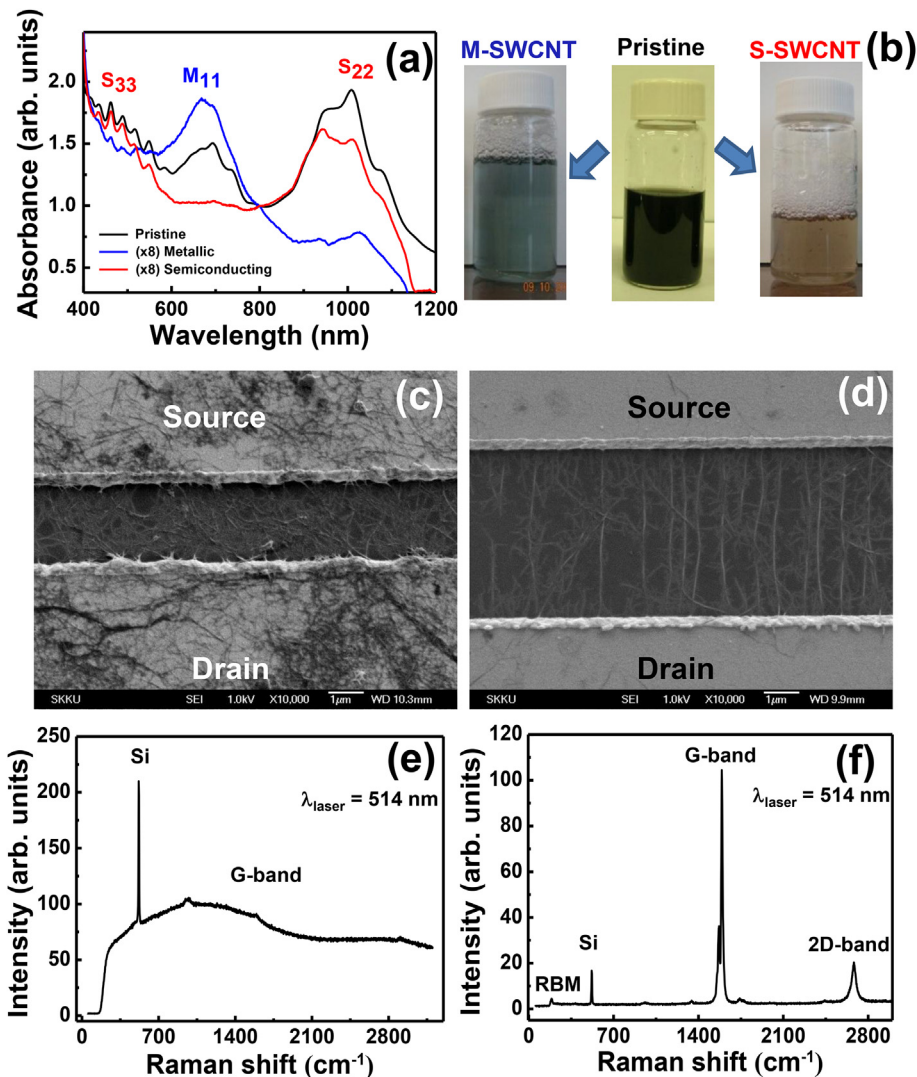 (a)
Absorbance (arb. units)
2.0
1.5
1.0
0.5
S33
M11
S22
Pristine
(x8) Metallic
(x8) Semiconducting
400 600 800 1000 1200
Wavelength (nm)
M-SWCNT Pristine S-SWCNT (b)
(c)
Source
Drain
SKKU SEI 1.0kV X10,000 1μm WD 10.3mm
(d)
Source
Drain
SKKU SEI 1.0kV X10,000 1μm WD 9.9mm
(e)
Intensity (arb. units)
250
200
150
100
50
0
Si
λlaser = 514 nm
G-band
0 700 1400 2100 2800
Raman shift (cm-1)
(f)
Intensity (arb. units)
120
100
80
60
40
20
0
G-band
λlaser = 514 nm
Si
RBM
2D-band
0 700 1400 2100 2800
Raman shift (cm-1)